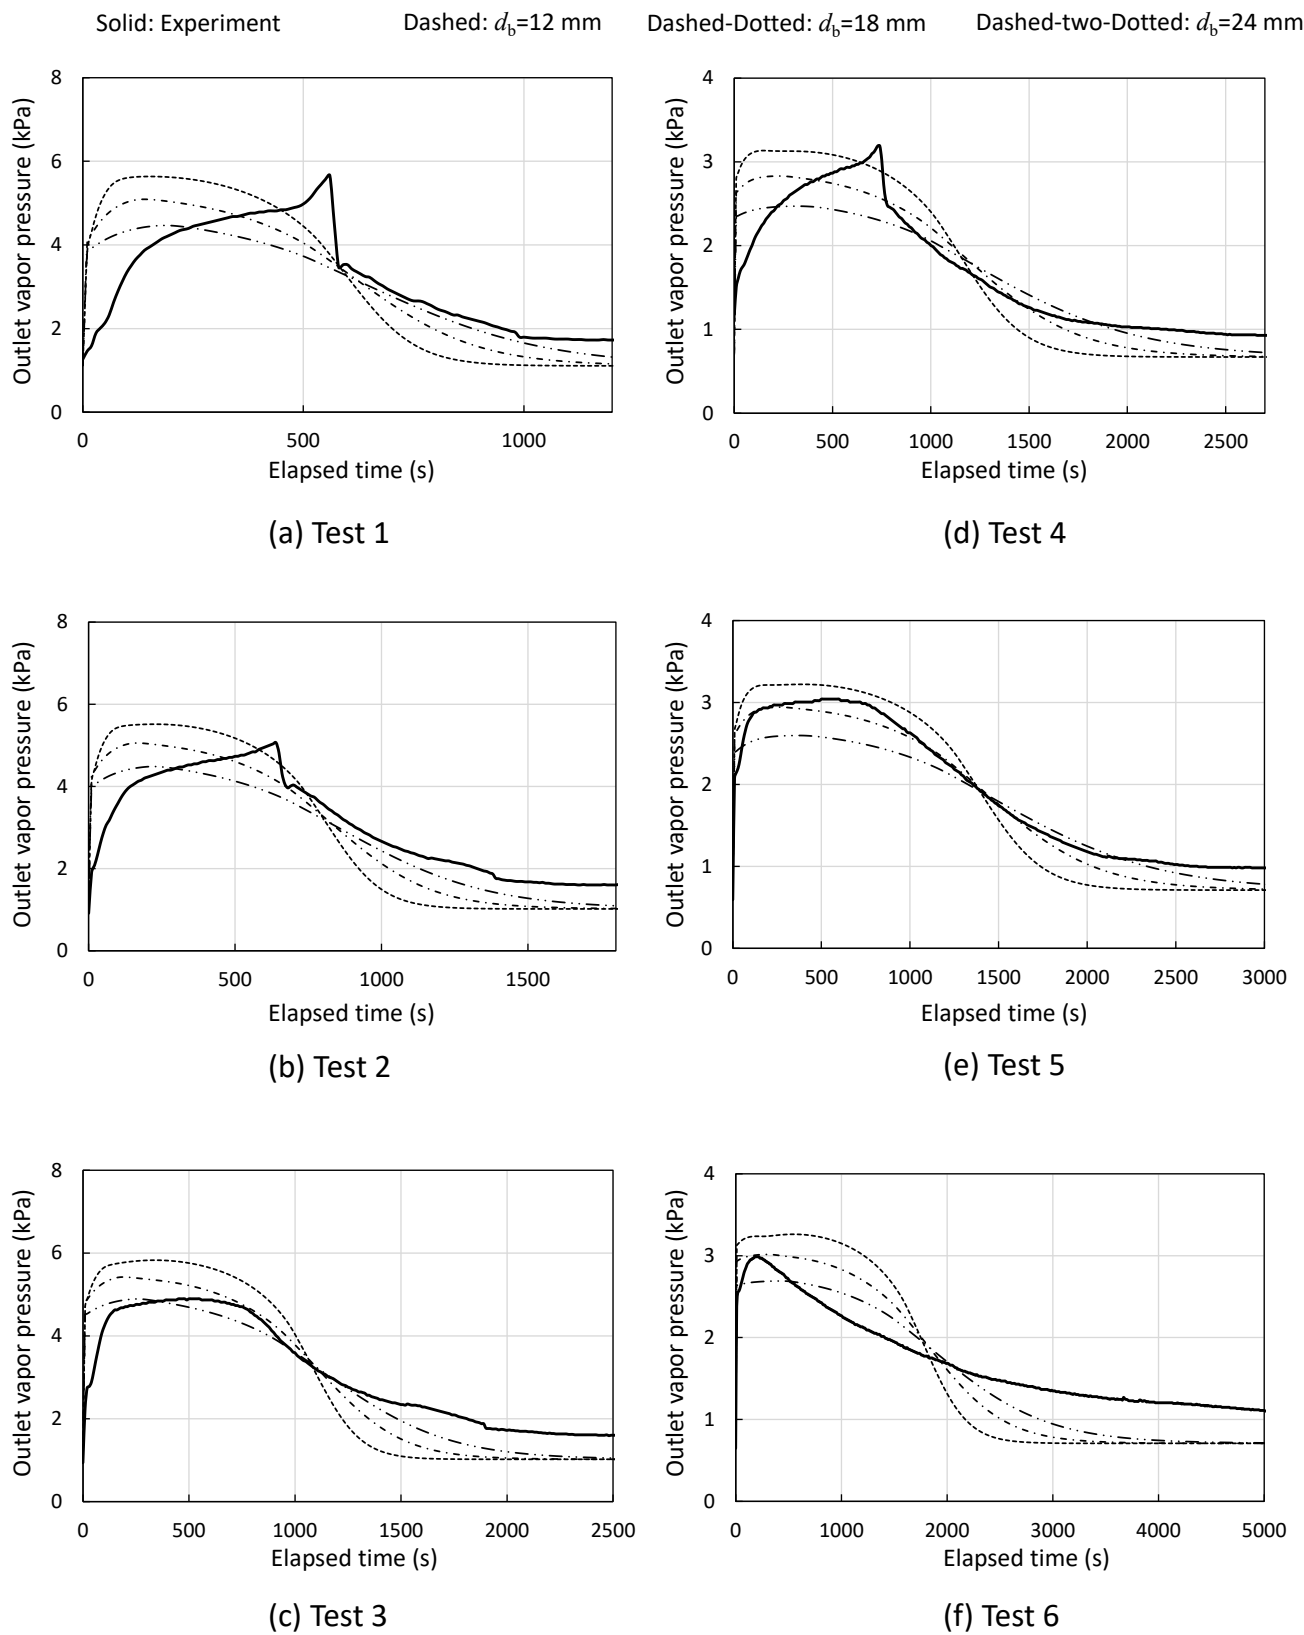 Solid: Experiment Dashed: d_b=12 mm Dashed-Dotted: d_b=18 mm Dashed-two-Dotted: d_b=24 mm
Outlet vapor pressure (kPa)
8
6
4
2
0
0 500 1000
Elapsed time (s)
(a) Test 1
Outlet vapor pressure (kPa)
4
3
2
1
0
0 500 1000 1500 2000 2500
Elapsed time (s)
(d) Test 4
Outlet vapor pressure (kPa)
8
6
4
2
0
0 500 1000 1500
Elapsed time (s)
(b) Test 2
Outlet vapor pressure (kPa)
4
3
2
1
0
0 500 1000 1500 2000 2500 3000
Elapsed time (s)
(e) Test 5
Outlet vapor pressure (kPa)
8
6
4
2
0
0 500 1000 1500 2000 2500
Elapsed time (s)
(c) Test 3
Outlet vapor pressure (kPa)
4
3
2
1
0
0 1000 2000 3000 4000 5000
Elapsed time (s)
(f) Test 6